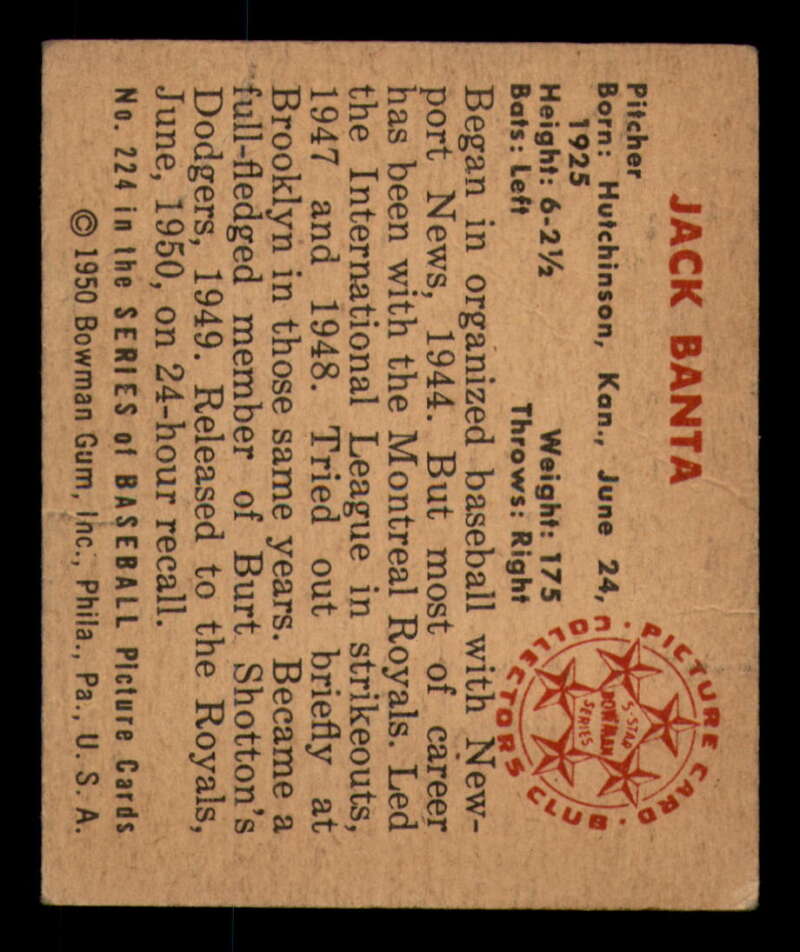 JACK BANTA
Pitcher
Born: Hutchinson, Kan., June 24,
1925
Height: 6-2½ Weight: 175
Bats: Left Throws: Right
PICTURE CARD
COLLECTORS CLUB
5-STAR
BOWMAN
SERIES
Began in organized baseball with New-
port News, 1944. But most of career
has been with the Montreal Royals. Led
the International League in strikeouts,
1947 and 1948. Tried out briefly at
Brooklyn in those same years. Became a
full-fledged member of Burt Shotton's
Dodgers, 1949. Released to the Royals,
June, 1950, on 24-hour recall.
No. 224 in the SERIES of BASEBALL Picture Cards
© 1950 Bowman Gum, Inc., Phila., Pa., U. S. A.